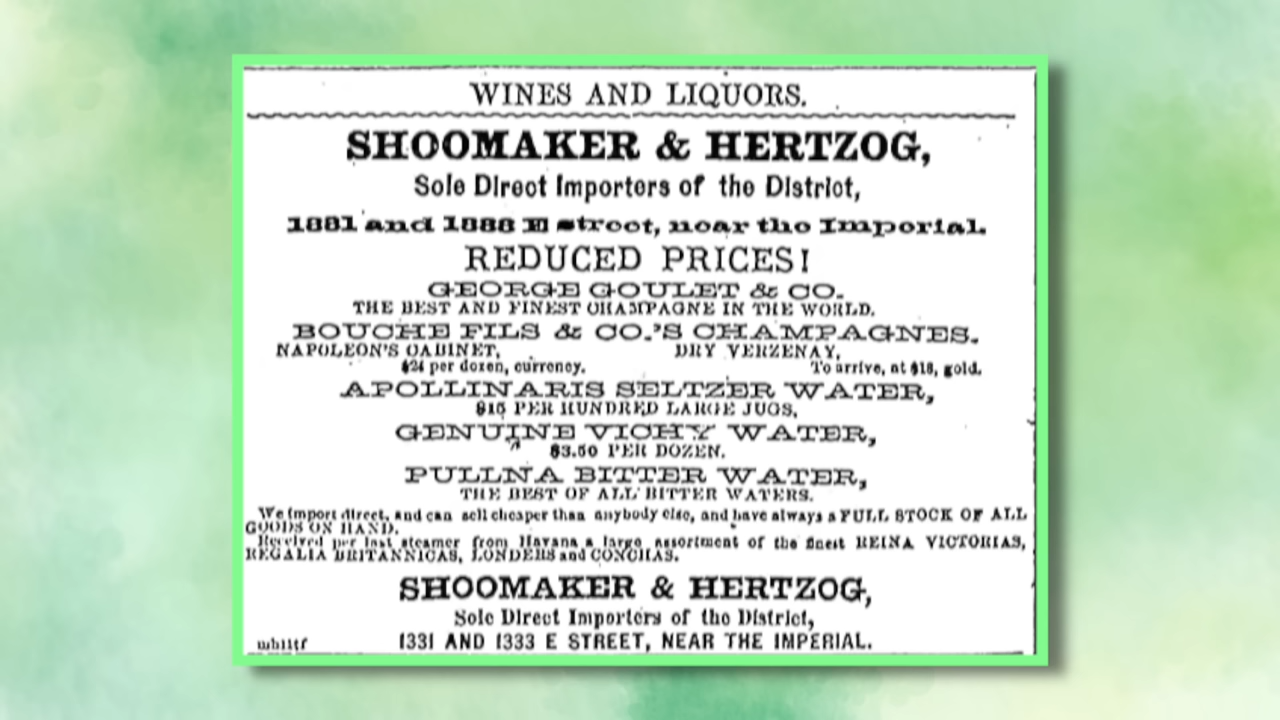 WINES AND LIQUORS.
SHOOMAKER & HERTZOG,
Sole Direct Importers of the District,
1331 and 1333 E street, near the Imperial.
REDUCED PRICES!
GEORGE GOULET & CO.
THE BEST AND FINEST CHAMPAGNE IN THE WORLD.
BOUCHE FILS & CO.'S CHAMPAGNES.
NAPOLEON'S CABINET, DRY VERZENAY,
$24 per dozen, currency. To arrive, at $18, gold.
APOLLINARIS SELTZER WATER,
$15 PER HUNDRED LARGE JUGS.
GENUINE VICHY WATER,
$3.50 PER DOZEN.
PULLNA BITTER WATER,
THE BEST OF ALL BITTER WATERS.
We import direct, and can sell cheaper than anybody else, and have always a FULL STOCK OF ALL
GOODS ON HAND.
Received per last steamer from Havana a large assortment of the finest REINA VICTORIAS,
REGALIA BRITANNICAS, LONDERS and CONCHAS.
SHOOMAKER & HERTZOG,
Sole Direct Importers of the District,
1331 AND 1333 E STREET, NEAR THE IMPERIAL.